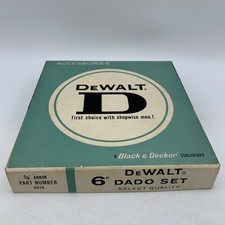 ACCESSORIES
DEWALT®
D
first choice with shopwise men!
A Black & Decker SUBSIDIARY
5/8" ARBOR
PART NUMBER
6" DEWALT®
DADO SET
SELECT QUALITY